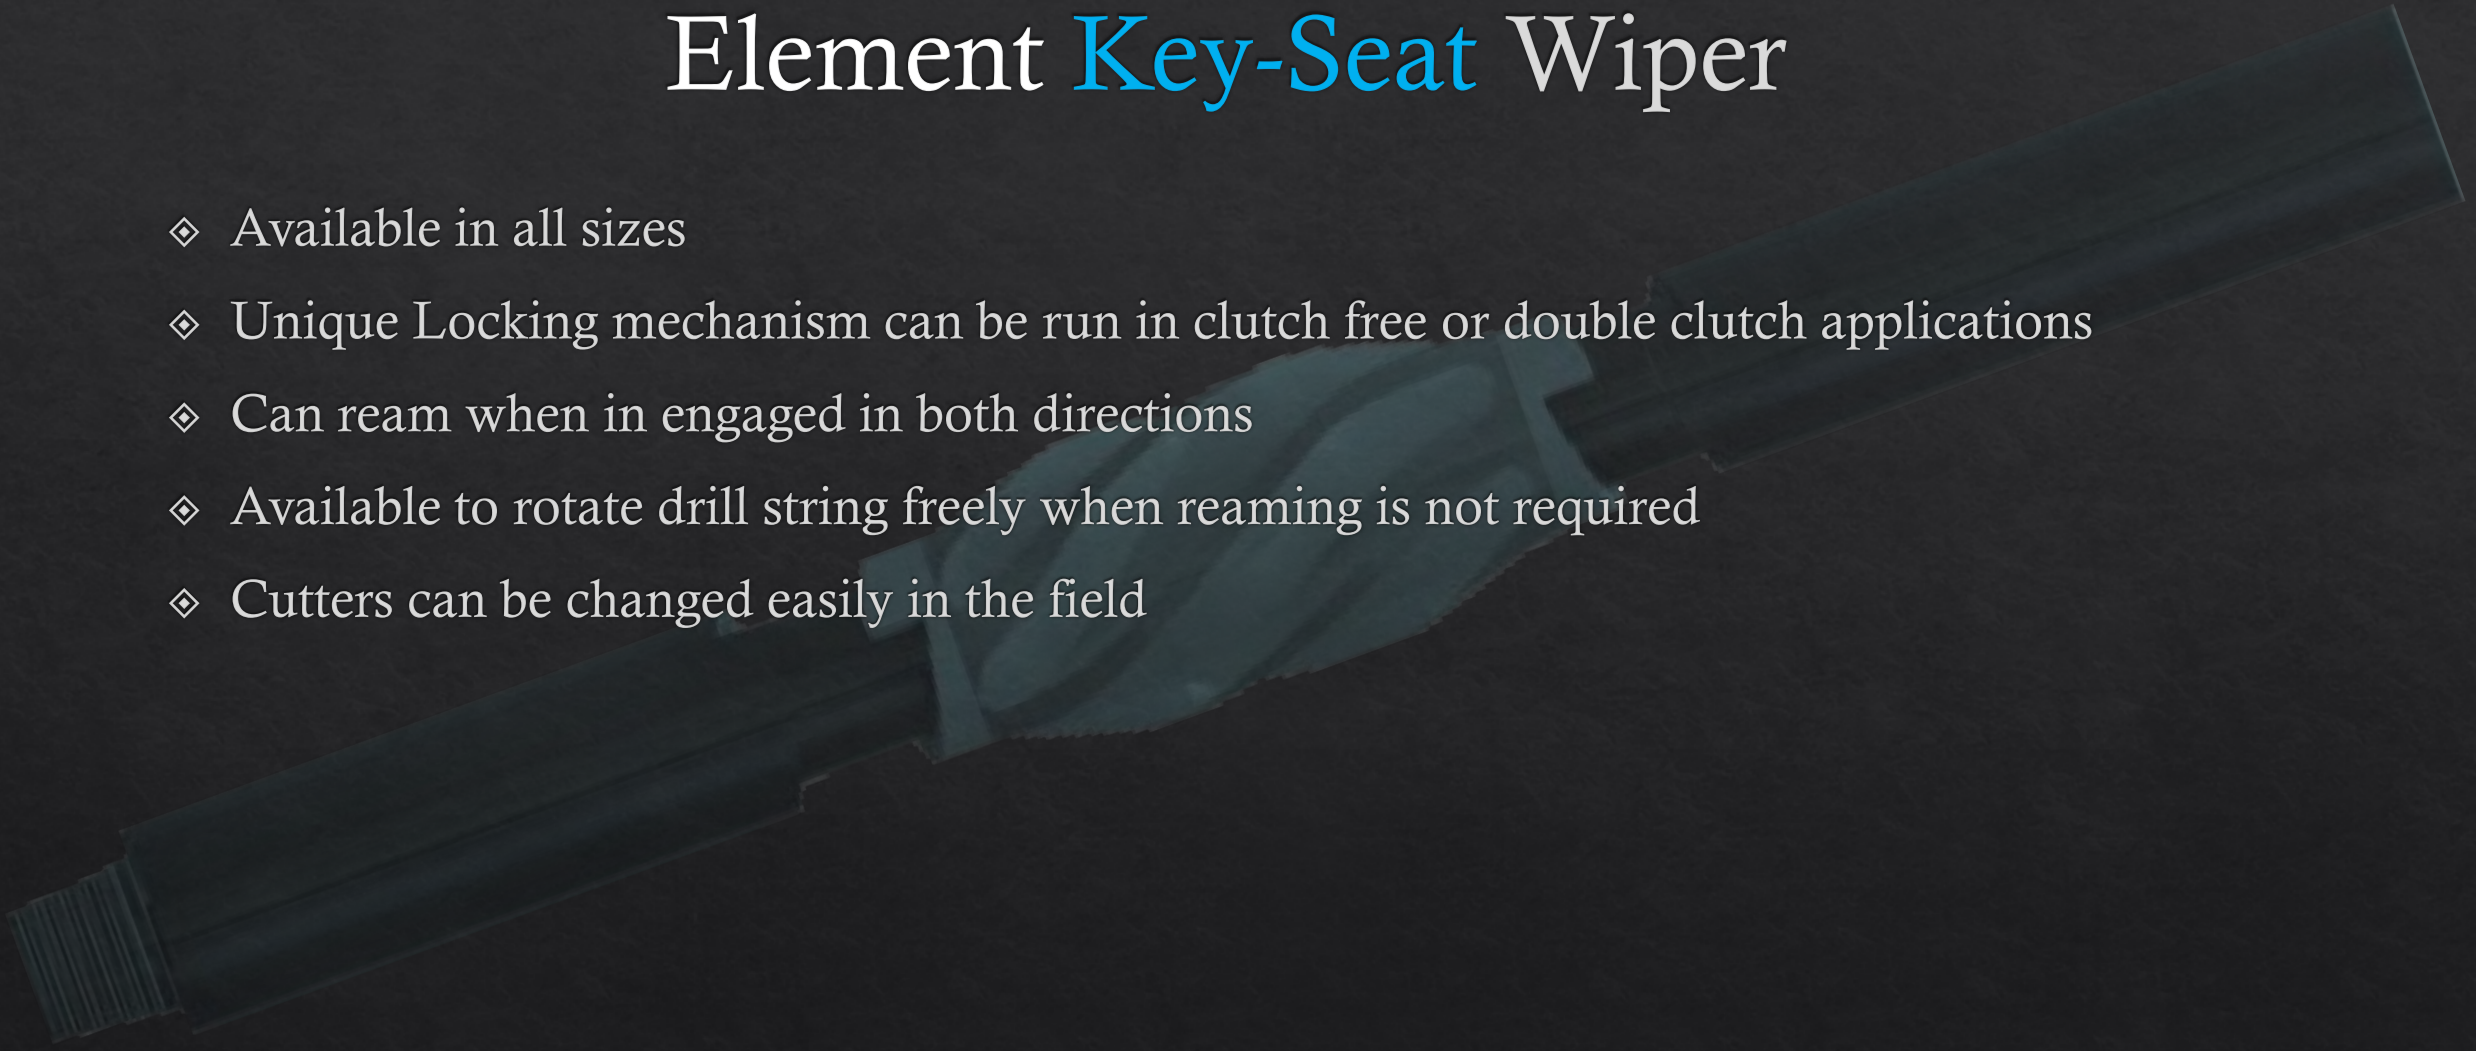 Element Key-Seat Wiper
Available in all sizes
Unique Locking mechanism can be run in clutch free or double clutch applications
Can ream when in engaged in both directions
Available to rotate drill string freely when reaming is not required
Cutters can be changed easily in the field